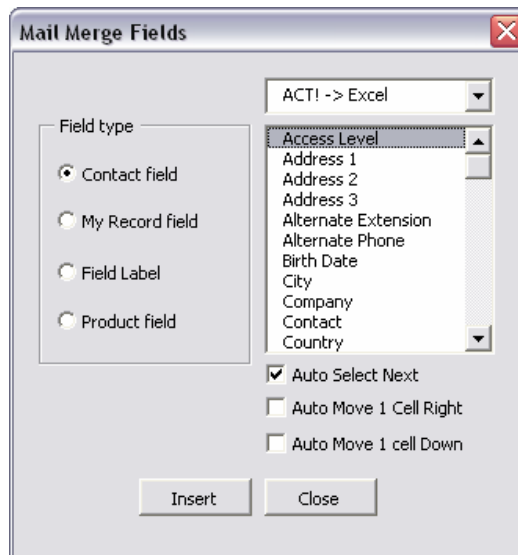 Mail Merge Fields
ACT! -> Excel
Field type
Contact field
My Record field
Field Label
Product field
Access Level
Address 1
Address 2
Address 3
Alternate Extension
Alternate Phone
Birth Date
City
Company
Contact
Country
Auto Select Next
Auto Move 1 Cell Right
Auto Move 1 cell Down
Insert
Close